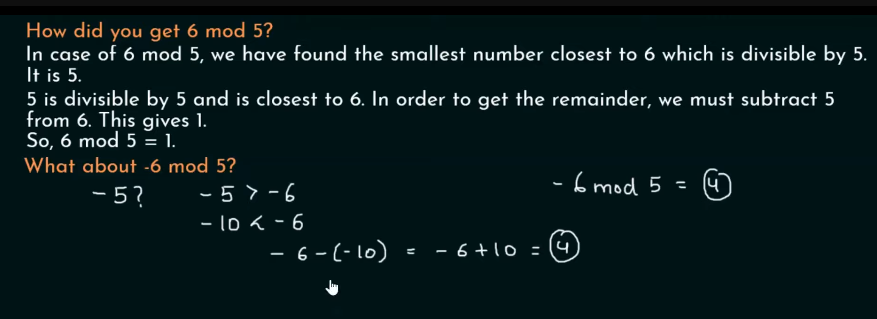 How did you get 6 mod 5?
In case of 6 mod 5, we have found the smallest number closest to 6 which is divisible by 5.
It is 5.
5 is divisible by 5 and is closest to 6. In order to get the remainder, we must subtract 5
from 6. This gives 1.
So, 6 mod 5 = 1.
What about -6 mod 5?
- 5?    - 5 > - 6    - 6 mod 5 = 4
- 10 < - 6
- 6 - (- 10) = - 6 + 10 = 4